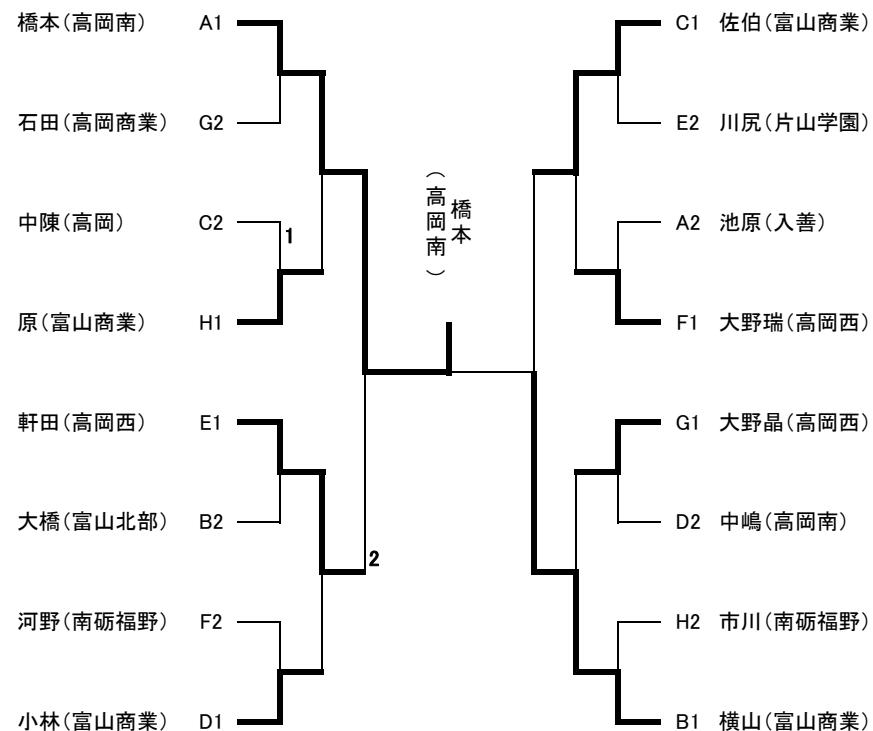 橋本(高岡南) A1
石田(高岡商業) G2
中陳(高岡) C2
1
原(富山商業) H1
軒田(高岡西) E1
大橋(富山北部) B2
2
河野(南砺福野) F2
小林(富山商業) D1
橋本
(高岡南)
C1 佐伯(富山商業)
E2 川尻(片山学園)
A2 池原(入善)
F1 大野瑞(高岡西)
G1 大野晶(高岡西)
D2 中嶋(高岡南)
H2 市川(南砺福野)
B1 横山(富山商業)